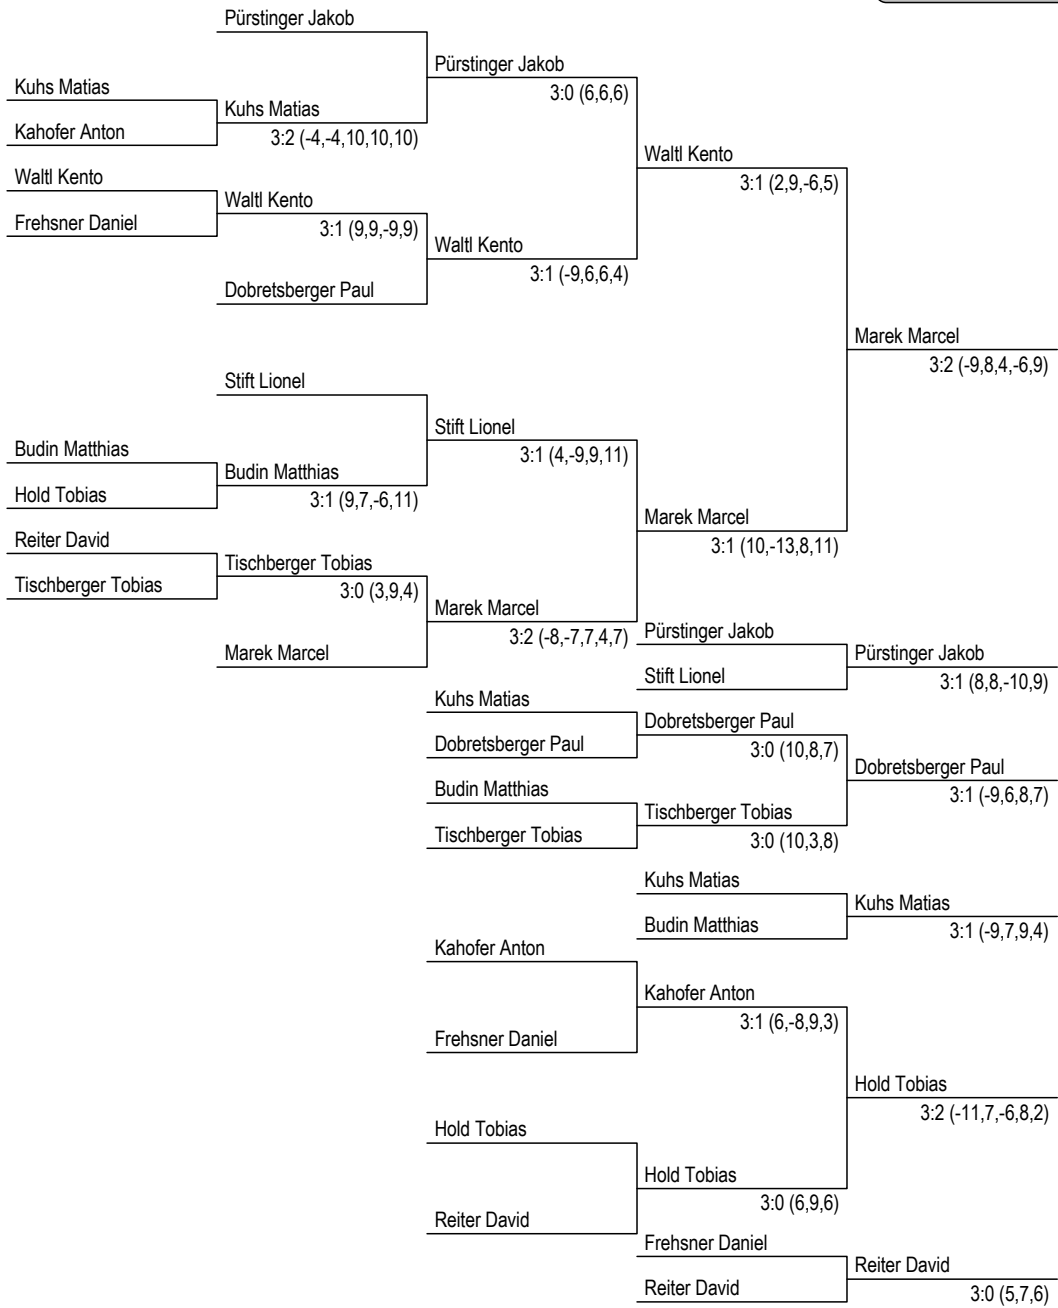 Pürstinger Jakob
Pürstinger Jakob
3:0 (6,6,6)
Kuhs Matias
Kuhs Matias
3:2 (-4,-4,10,10,10)
Kahofer Anton
Waltl Kento
3:1 (2,9,-6,5)
Waltl Kento
Waltl Kento
3:1 (9,9,-9,9)
Frehsner Daniel
Waltl Kento
3:1 (-9,6,6,4)
Dobretsberger Paul
Marek Marcel
3:2 (-9,8,4,-6,9)
Stift Lionel
Stift Lionel
3:1 (4,-9,9,11)
Budin Matthias
Budin Matthias
3:1 (9,7,-6,11)
Hold Tobias
Marek Marcel
3:1 (10,-13,8,11)
Reiter David
Tischberger Tobias
3:0 (3,9,4)
Tischberger Tobias
Marek Marcel
3:2 (-8,-7,7,4,7)
Marek Marcel
Pürstinger Jakob
Pürstinger Jakob
3:1 (8,8,-10,9)
Stift Lionel
Kuhs Matias
Dobretsberger Paul
3:0 (10,8,7)
Dobretsberger Paul
Dobretsberger Paul
3:1 (-9,6,8,7)
Budin Matthias
Tischberger Tobias
3:0 (10,3,8)
Tischberger Tobias
Kuhs Matias
Kuhs Matias
3:1 (-9,7,9,4)
Budin Matthias
Kahofer Anton
Kahofer Anton
3:1 (6,-8,9,3)
Frehsner Daniel
Hold Tobias
3:2 (-11,7,-6,8,2)
Hold Tobias
Hold Tobias
3:0 (6,9,6)
Reiter David
Frehsner Daniel
Reiter David
3:0 (5,7,6)
Reiter David